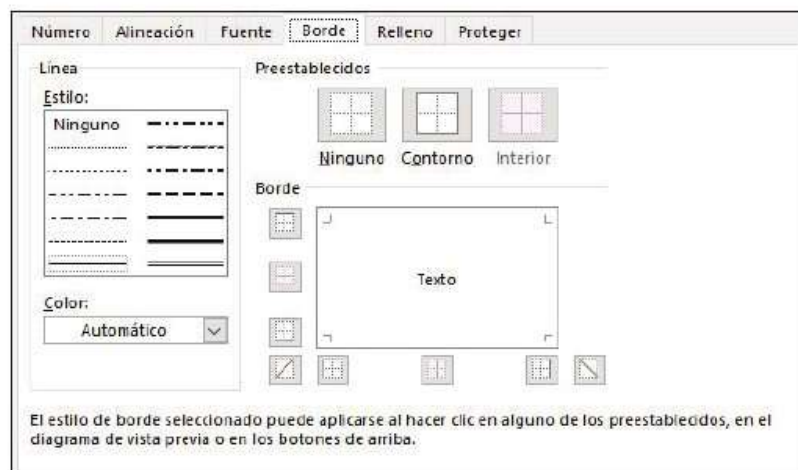 Número Alineación Fuente Borde Relleno Proteger
Línea
Estilo:
Ninguno
Color:
Automático
Preestablecidos
Ninguno Contorno Interior
Borde
Texto
El estilo de borde seleccionado puede aplicarse al hacer clic en alguno de los preestablecidos, en el
diagrama de vista previa o en los botones de arriba.